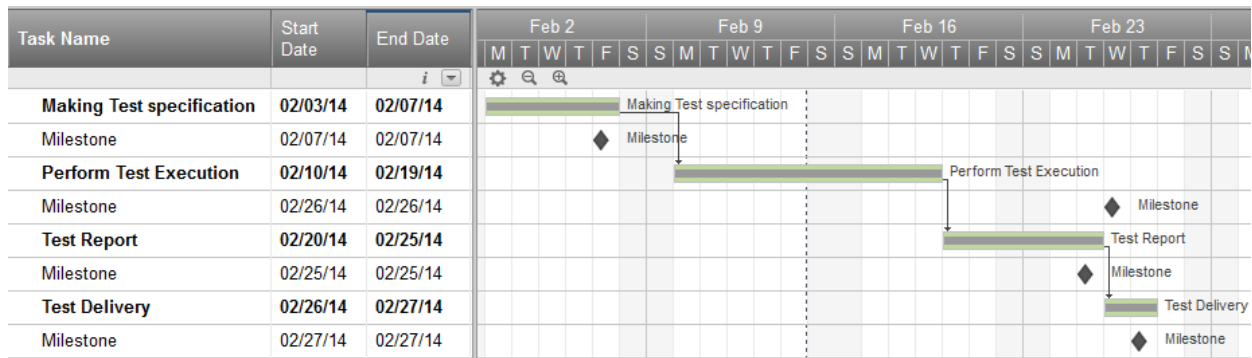 Task Name Start Date End Date Feb 2 Feb 9 Feb 16 Feb 23
M T W T F S S M T W T F S S M T W T F S S M T W T F S S M
i
Making Test specification 02/03/14 02/07/14 Making Test specification
Milestone 02/07/14 02/07/14 Milestone
Perform Test Execution 02/10/14 02/19/14 Perform Test Execution
Milestone 02/26/14 02/26/14 Milestone
Test Report 02/20/14 02/25/14 Test Report
Milestone 02/25/14 02/25/14 Milestone
Test Delivery 02/26/14 02/27/14 Test Delivery
Milestone 02/27/14 02/27/14 Milestone